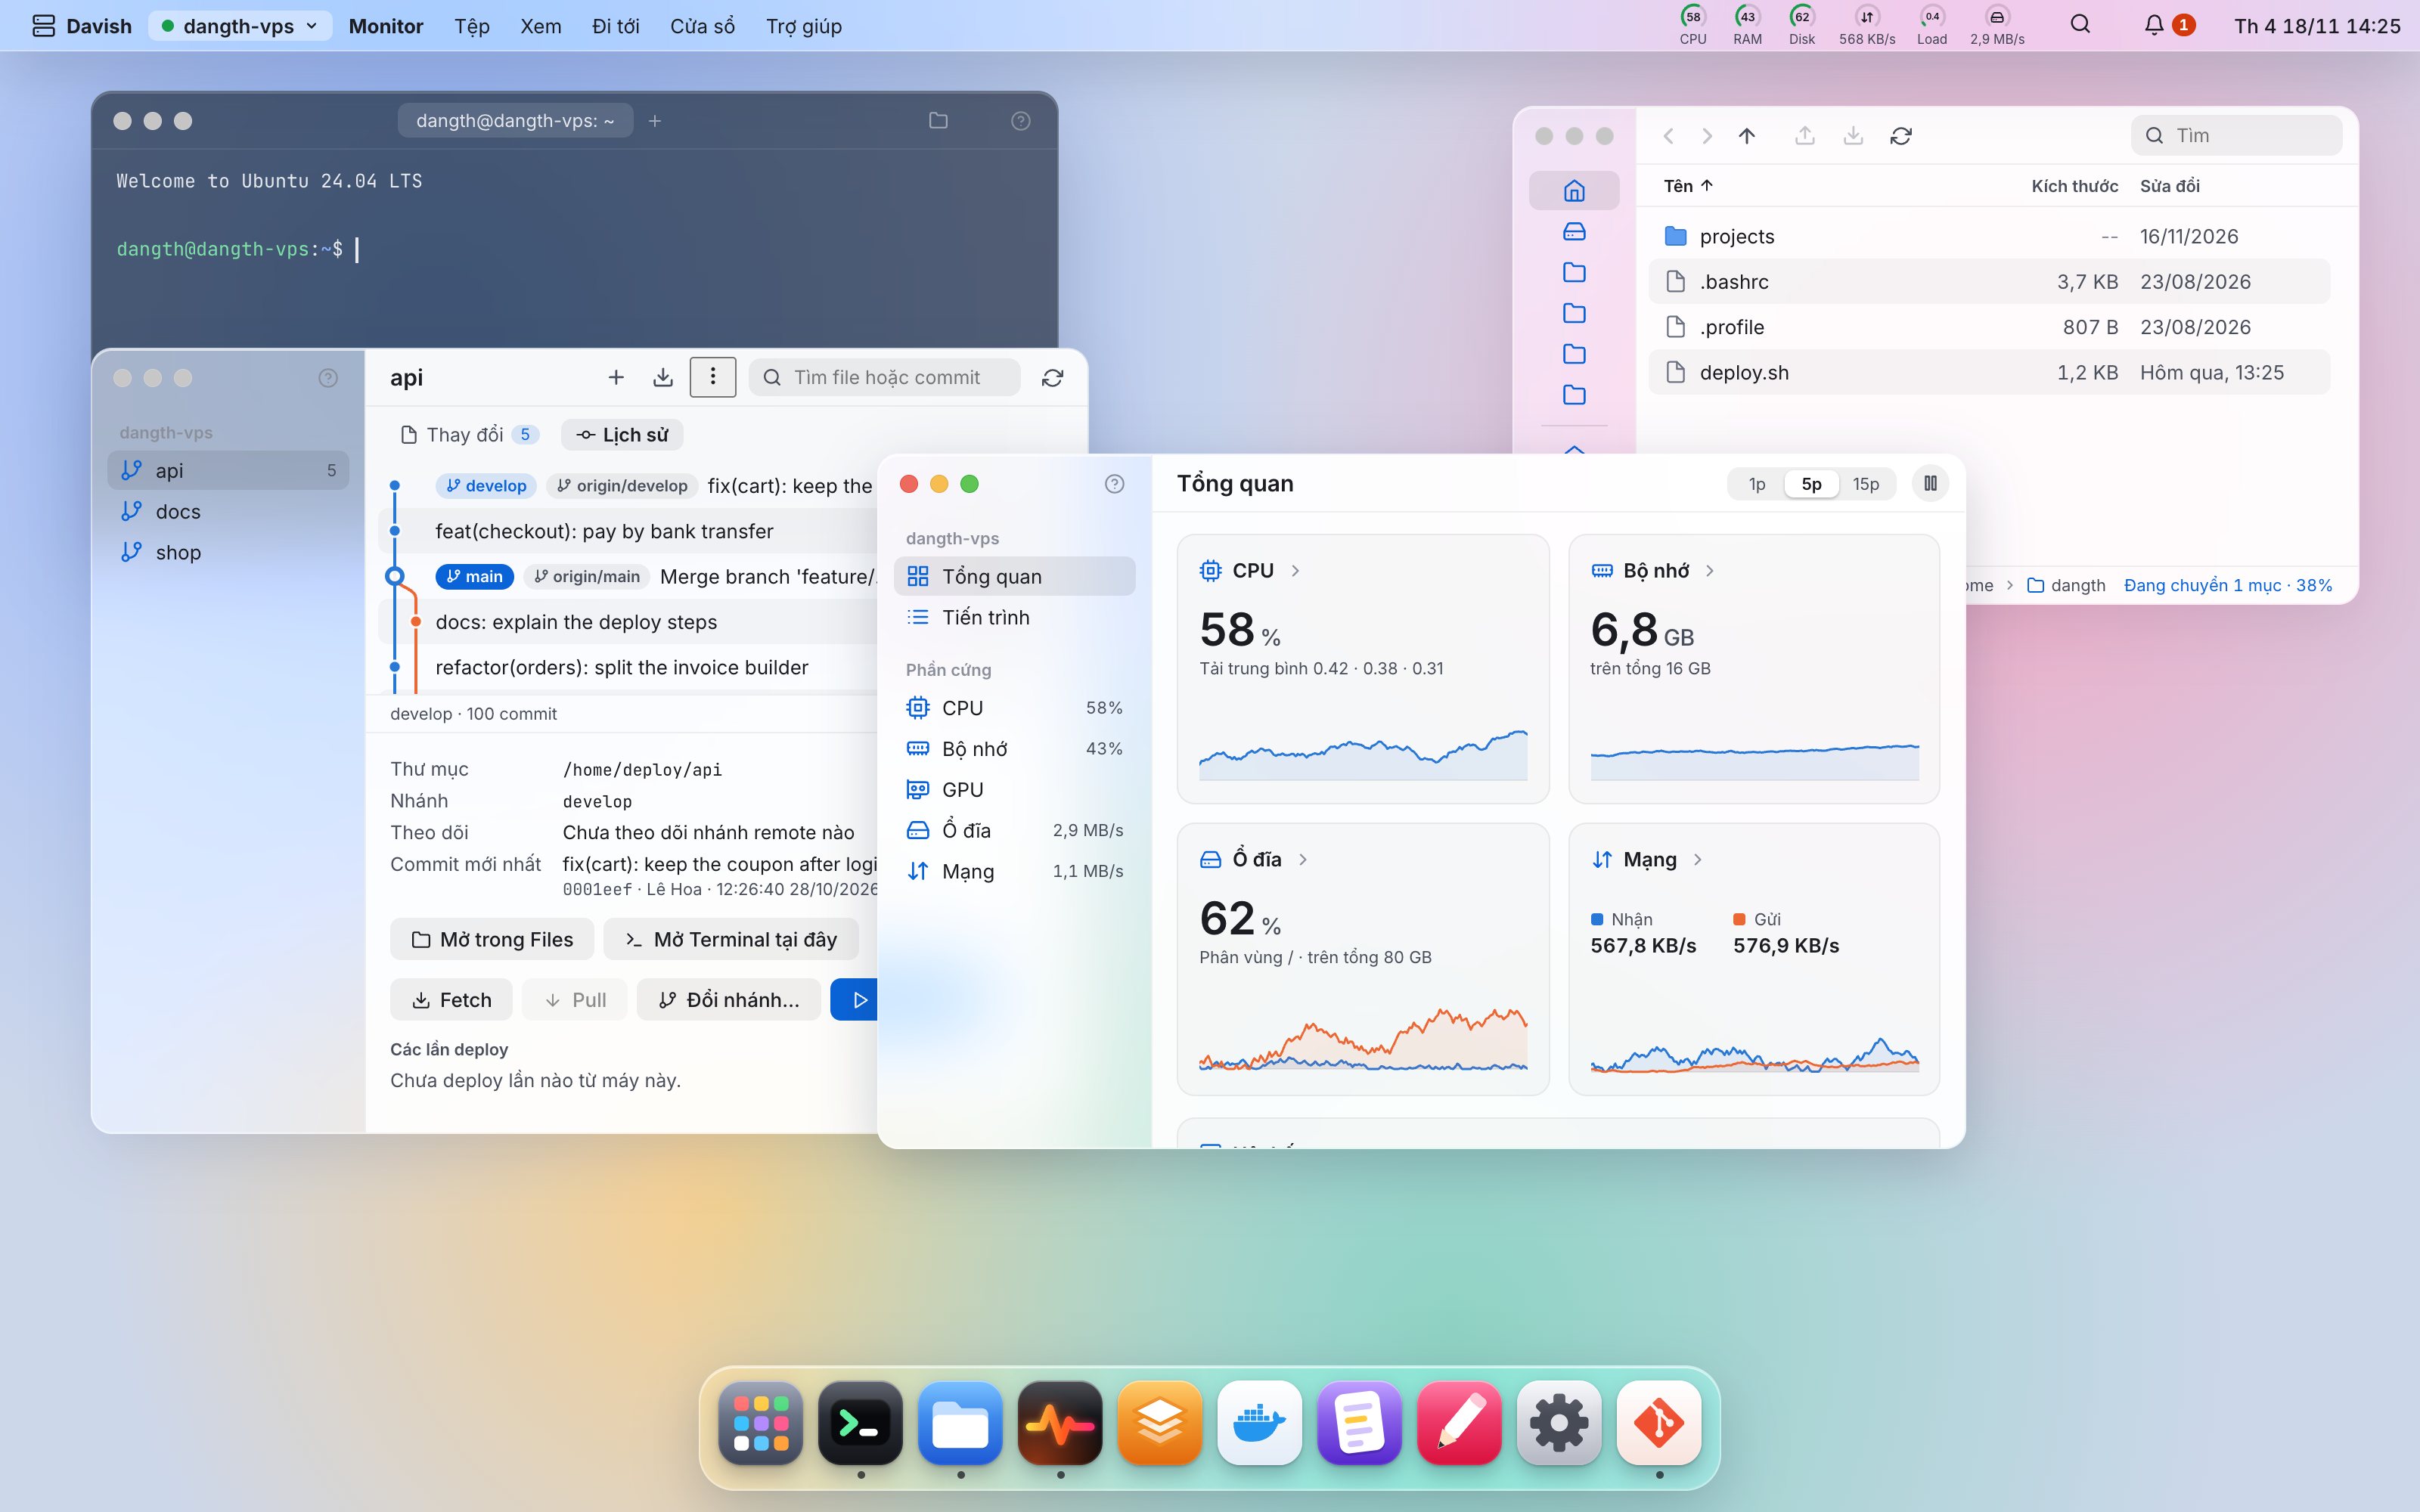 Davish dangth-vps Monitor Tệp Xem Đi tới Cửa sổ Trợ giúp
58 CPU 43 RAM 62 Disk 568 KB/s 0.4 Load 2,9 MB/s 1 Th 4 18/11 14:25
dangth@dangth-vps: ~
Welcome to Ubuntu 24.04 LTS
dangth@dangth-vps:~$
Tìm
Tên Kích thước Sửa đổi
projects -- 16/11/2026
.bashrc 3,7 KB 23/08/2026
.profile 807 B 23/08/2026
deploy.sh 1,2 KB Hôm qua, 13:25
dangth Đang chuyển 1 mục · 38%
dangth-vps
api 5
docs
shop
api Tìm file hoặc commit
Thay đổi 5 Lịch sử
develop origin/develop fix(cart): keep the
feat(checkout): pay by bank transfer
main origin/main Merge branch 'feature/
docs: explain the deploy steps
refactor(orders): split the invoice builder
develop · 100 commit
Thư mục /home/deploy/api
Nhánh develop
Theo dõi Chưa theo dõi nhánh remote nào
Commit mới nhất fix(cart): keep the coupon after logi
0001eef · Lê Hoa · 12:26:40 28/10/2026
Mở trong Files Mở Terminal tại đây
Fetch Pull Đổi nhánh...
Các lần deploy
Chưa deploy lần nào từ máy này.
dangth-vps
Tổng quan
Tiến trình
Phần cứng
CPU 58%
Bộ nhớ 43%
GPU
Ổ đĩa 2,9 MB/s
Mạng 1,1 MB/s
Tổng quan 1p 5p 15p
CPU
58 %
Tải trung bình 0.42 · 0.38 · 0.31
Bộ nhớ
6,8 GB
trên tổng 16 GB
Ổ đĩa
62 %
Phân vùng / · trên tổng 80 GB
Mạng
Nhận Gửi
567,8 KB/s 576,9 KB/s